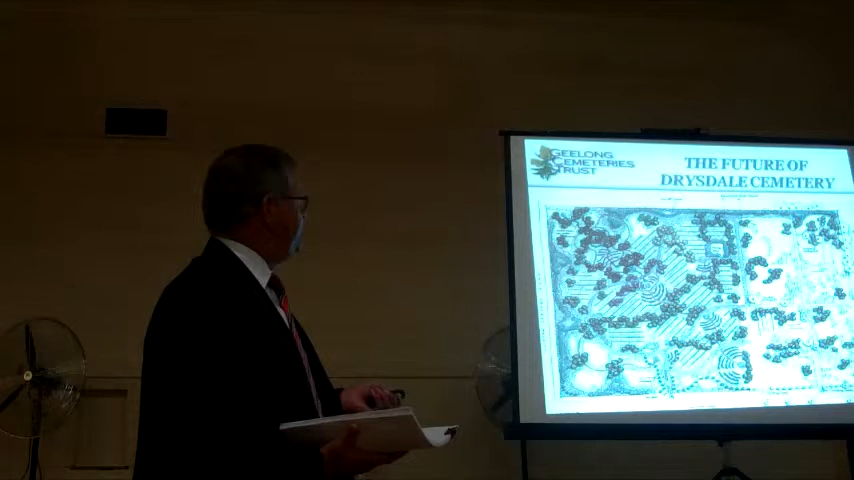 GEELONG
CEMETERIES
TRUST
THE FUTURE OF
DRYSDALE CEMETERY